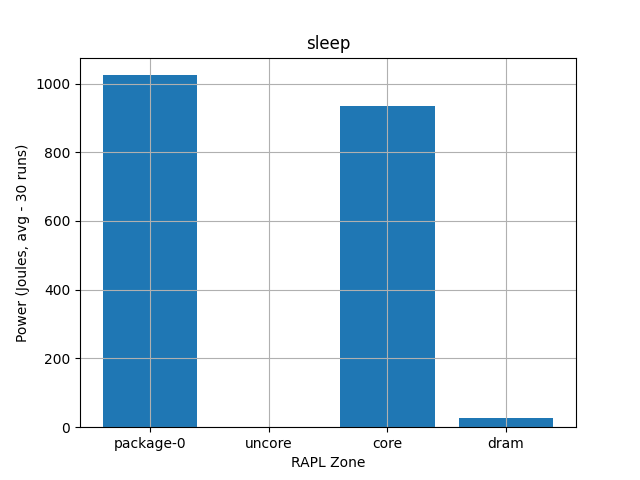 sleep
Power (Joules, avg - 30 runs)
1000
800
600
400
200
0
package-0 uncore core dram
RAPL Zone